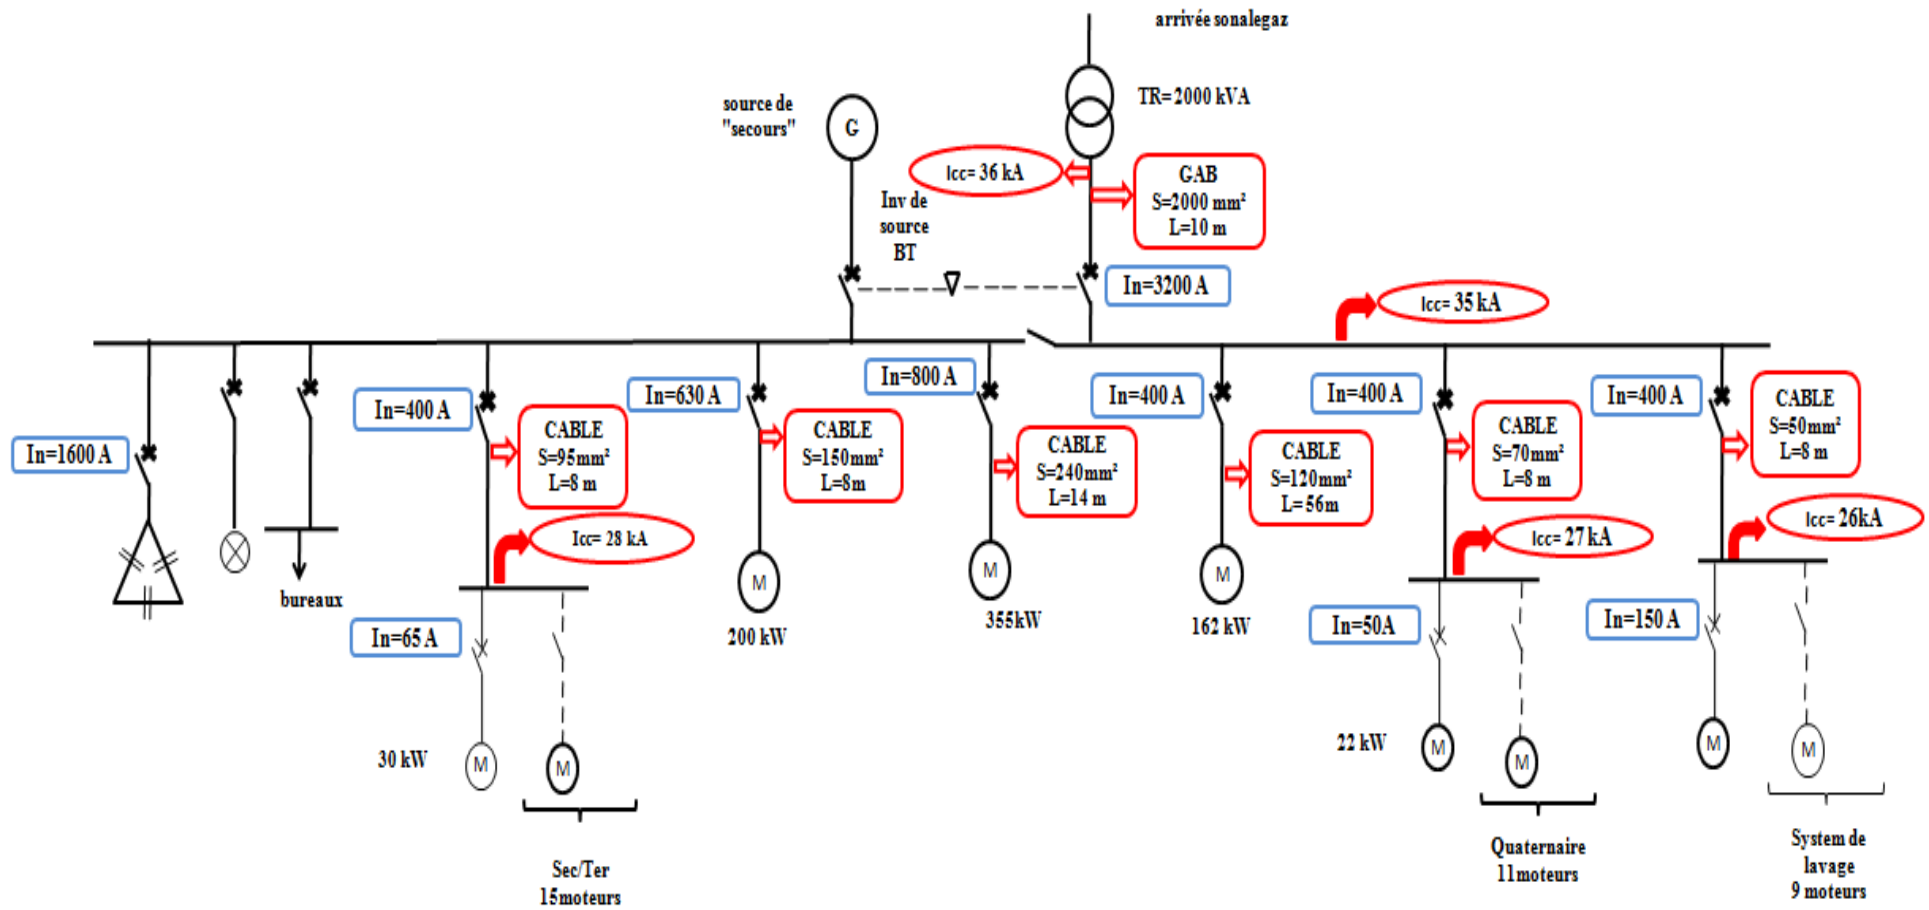 arrivée sonalegaz
TR= 2000 kVA
source de
"secours"
G
Icc= 36 kA
GAB
S=2000 mm²
L=10 m
Inv de
source
BT
In=3200 A
Icc= 35 kA
In=1600 A
In=400 A
CABLE
S=95mm²
L=8 m
In=630 A
CABLE
S=150mm²
L=8m
In=800 A
CABLE
S=240mm²
L=14 m
In=400 A
CABLE
S=120mm²
L= 56m
In=400 A
CABLE
S=70mm²
L=8 m
In=400 A
CABLE
S=50mm²
L=8 m
Icc= 28 kA
Icc= 27 kA
Icc= 26kA
bureaux
M
200 kW
M
355kW
M
162 kW
In=65 A
In=50A
In=150 A
30 kW
M
M
22 kW
M
M
M
M
Sec/Ter
15moteurs
Quaternaire
11moteurs
System de
lavage
9 moteurs